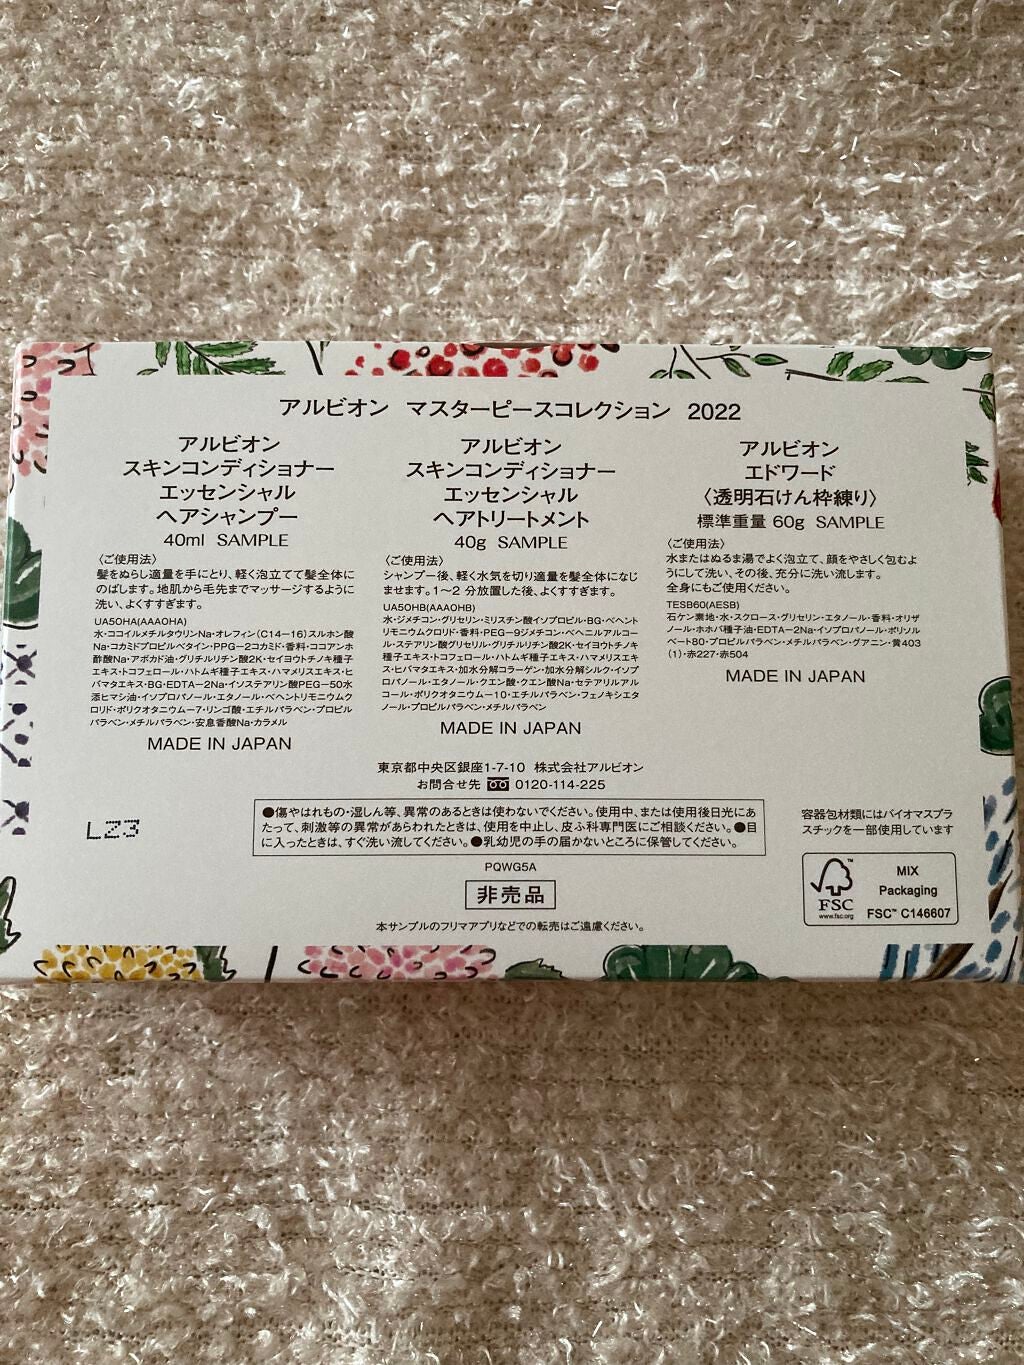 アルビオン マスターピースコレクション 2022
アルビオン
スキンコンディショナー
エッセンシャル
ヘアシャンプー
40ml SAMPLE
〈ご使用法〉
髪をぬらし適量を手にとり、軽く泡立てて髪全体に
のばします。地肌から毛先までマッサージするように
洗い、よくすすぎます。
UA5OHA(AAAOHA)
水・ココイルメチルタウリンNa・オレフィン(C14-16)スルホン酸
Na・コカミドプロピルベタイン・PPG-2コカミド・香料・ココアンホ
酢酸Na・アボカド油・グリチルリチン酸2K・セイヨウトチノキ種子
エキス・トコフェロール・ハトムギ種子エキス・ハマメリスエキス・ヒ
バマタエキス・BG・EDTA-2Na・イソステアリン酸PEG-50水
添ヒマシ油・イソプロパノール・エタノール・ベヘントリモニウムク
ロリド・ポリクオタニウム-7・リンゴ酸・エチルパラベン・プロピル
パラベン・メチルパラベン・安息香酸Na・カラメル
MADE IN JAPAN
アルビオン
スキンコンディショナー
エッセンシャル
ヘアトリートメント
40g SAMPLE
〈ご使用法〉
シャンプー後、軽く水気を切り適量を髪全体になじ
ませます。1〜2 分放置した後、よくすすぎます。
UA5OHB(AAAOHB)
水・ジメチコン・グリセリン・ミリスチン酸イソプロピル・BG・ベヘント
リモニウムクロリド・香料・PEG-9ジメチコン・ベヘニルアルコー
ル・ステアリン酸グリセリル・グリチルリチン酸2K・セイヨウトチノキ
種子エキス・トコフェロール・ハトムギ種子エキス・ハマメリスエキ
ス・ヒバマタエキス・加水分解コラーゲン・加水分解シルク・イソプ
ロパノール・エタノール・クエン酸・クエン酸Na・セテアリルアル
コール・ポリクオタニウム-10・エチルパラベン・フェノキシエタ
ノール・プロピルパラベン・メチルパラベン
MADE IN JAPAN
アルビオン
エドワード
〈透明石けん枠練り〉
標準重量 60g SAMPLE
〈ご使用法〉
水またはぬるま湯でよく泡立て、顔をやさしく包むよ
うにして洗い、その後、充分に洗い流します。
全身にもご使用ください。
TESB60(AESB)
石ケン素地・水・スクロース・グリセリン・エタノール・香料・オリザ
ノール・ホホバ種子油・EDTA-2Na・イソプロパノール・ポリソル
ベート80・プロピルパラベン・メチルパラベン・グアニン・黄403
(1)・赤227・赤504
MADE IN JAPAN
東京都中央区銀座1-7-10 株式会社アルビオン
お問合せ先 0120-114-225
●傷やはれもの・湿しん等、異常のあるときは使わないでください。使用中、または使用後日光にあ
たって、刺激等の異常があらわれたときは、使用を中止し、皮ふ科専門医にご相談ください。●目
に入ったときは、すぐ洗い流してください。●乳幼児の手の届かないところに保管してください。
PQWG5A
非売品
本サンプルのフリマアプリなどでの転売はご遠慮ください。
L23
容器包材類にはバイオマスプラ
スチックを一部使用しています
FSC
www.fsc.org
MIX
Packaging
FSC™ C146607